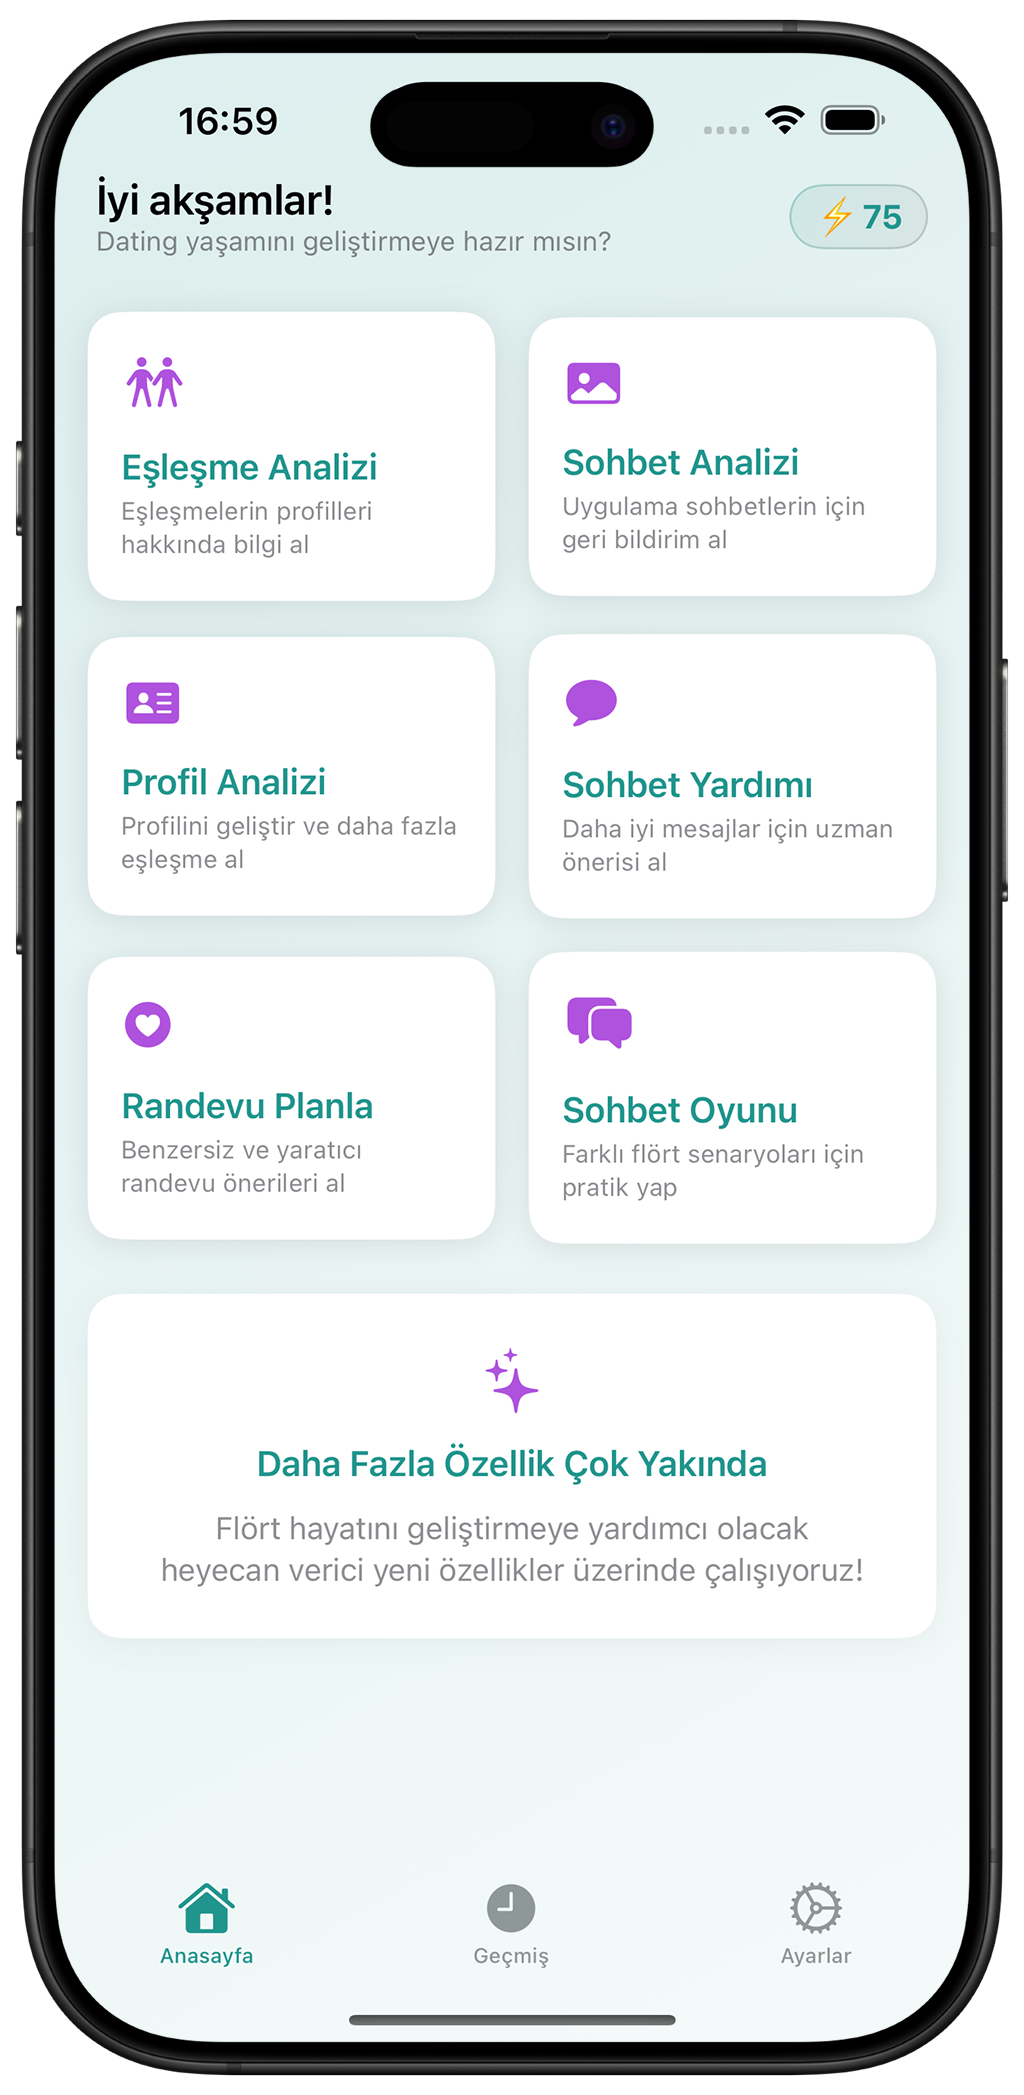 16:59
İyi akşamlar!
Dating yaşamını geliştirmeye hazır mısın?
75
Eşleşme Analizi
Eşleşmelerin profilleri
hakkında bilgi al
Sohbet Analizi
Uygulama sohbetlerin için
geri bildirim al
Profil Analizi
Profilini geliştir ve daha fazla
eşleşme al
Sohbet Yardımı
Daha iyi mesajlar için uzman
önerisi al
Randevu Planla
Benzersiz ve yaratıcı
randevu önerileri al
Sohbet Oyunu
Farklı flört senaryoları için
pratik yap
Daha Fazla Özellik Çok Yakında
Flört hayatını geliştirmeye yardımcı olacak
heyecan verici yeni özellikler üzerinde çalışıyoruz!
Anasayfa
Geçmiş
Ayarlar